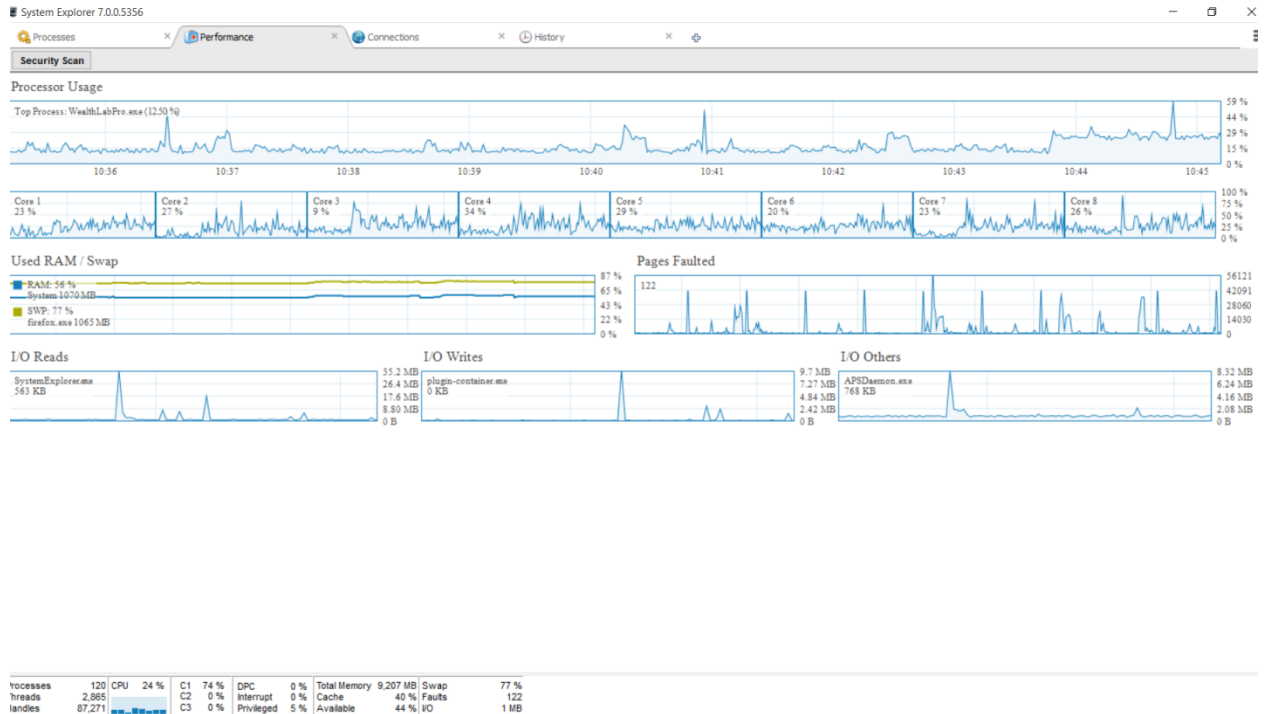 System Explorer 7.0.0.5356
Processes
Performance
Connections
History
Security Scan
Processor Usage
Top Process: WealthLabPro.exe (12.50 %)
59 %
44 %
29 %
15 %
0 %
10:36 10:37 10:38 10:39 10:40 10:41 10:42 10:43 10:44 10:45
Core 1
23 %
Core 2
27 %
Core 3
9 %
Core 4
34 %
Core 5
29 %
Core 6
20 %
Core 7
23 %
Core 8
26 %
100 %
75 %
50 %
25 %
0 %
Used RAM / Swap
RAM: 56 %
System 1070 MB
SWP: 77 %
firefox.exe 1065 MB
87 %
65 %
43 %
22 %
0 %
Pages Faulted
122
56121
42091
28060
14030
0
I/O Reads
SystemExplorer.exe
563 KB
35.2 MB
26.4 MB
17.6 MB
8.80 MB
0 B
I/O Writes
plugin-container.exe
0 KB
9.7 MB
7.27 MB
4.84 MB
2.42 MB
0 B
I/O Others
APSDaemon.exe
768 KB
8.32 MB
6.24 MB
4.16 MB
2.08 MB
0 B
rocesses 120 CPU 24 % C1 74 % DPC 0 % Total Memory 9,207 MB Swap 77 %
hreads 2,865 C2 0 % Interrupt 0 % Cache 40 % Faults 122
andles 87,271 C3 0 % Privileged 5 % Available 44 % I/O 1 MB